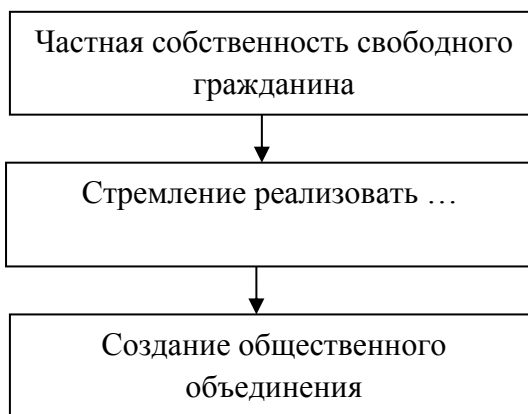 Частная собственность свободного
гражданина
Стремление реализовать …
Создание общественного
объединения